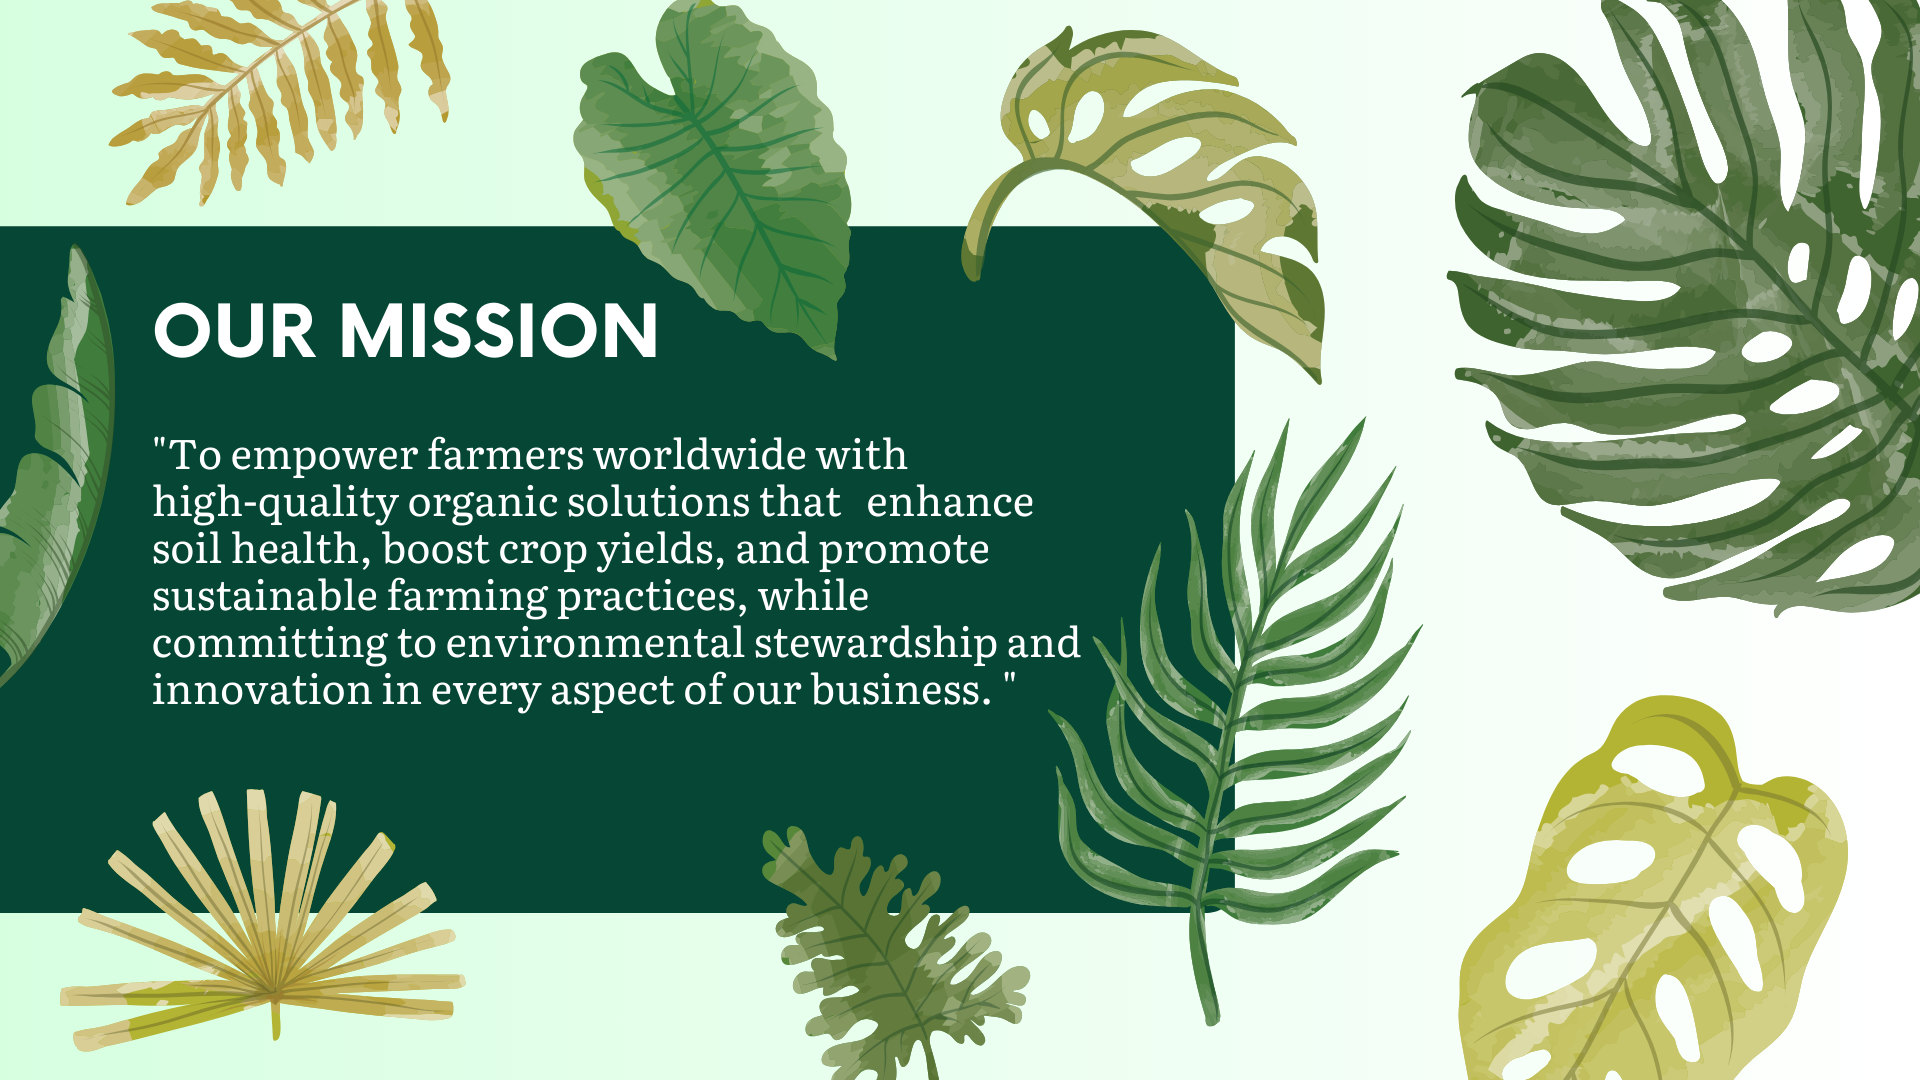 OUR MISSION
"To empower farmers worldwide with
high-quality organic solutions that   enhance
soil health, boost crop yields, and promote
sustainable farming practices, while
committing to environmental stewardship and
innovation in every aspect of our business. "